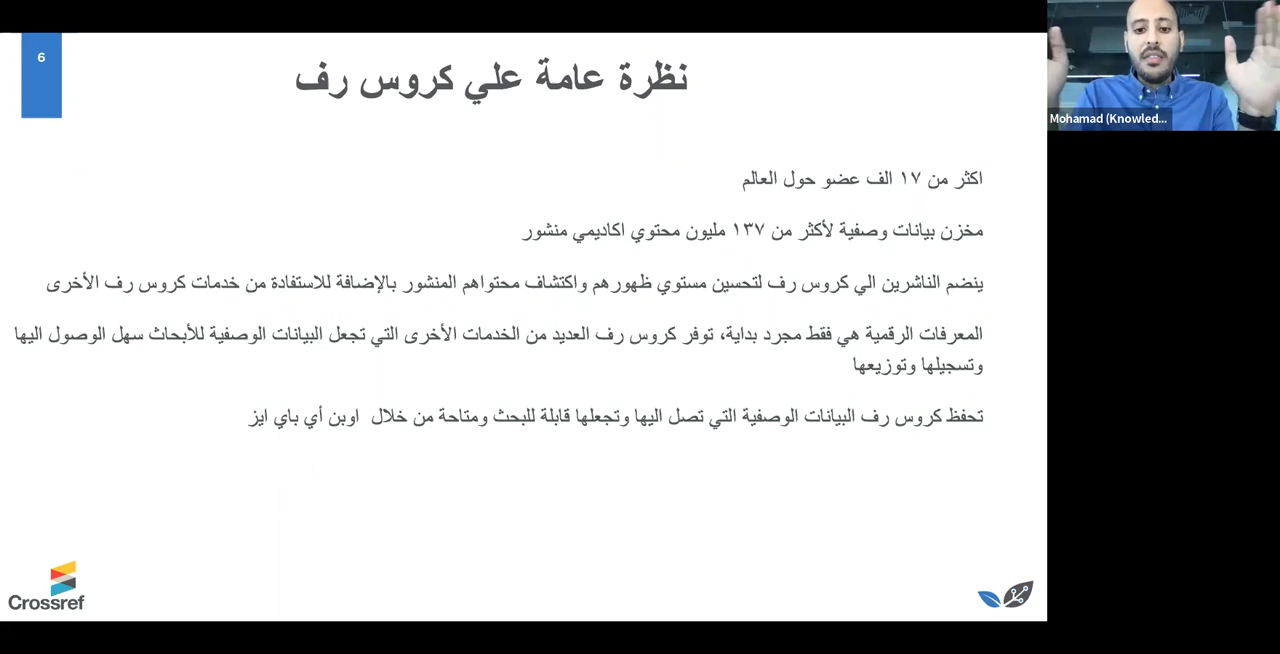 6
نظرة عامة علي كروس رف
Mohamad (Knowled...
اكثر من ١٧ الف عضو حول العالم
مخزن بيانات وصفية لأكثر من ١٣٧ مليون محتوي اكاديمي منشور
ينضم الناشرين الي كروس رف لتحسين مستوي ظهورهم واكتشاف محتواهم المنشور بالإضافة للاستفادة من خدمات كروس رف الأخرى
المعرفات الرقمية هي فقط مجرد بداية، توفر كروس رف العديد من الخدمات الأخرى التي تجعل البيانات الوصفية للأبحاث سهل الوصول اليها
وتسجيلها وتوزيعها
تحفظ كروس رف البيانات الوصفية التي تصل اليها وتجعلها قابلة للبحث ومتاحة من خلال اوبن أي باي ايز
Crossref